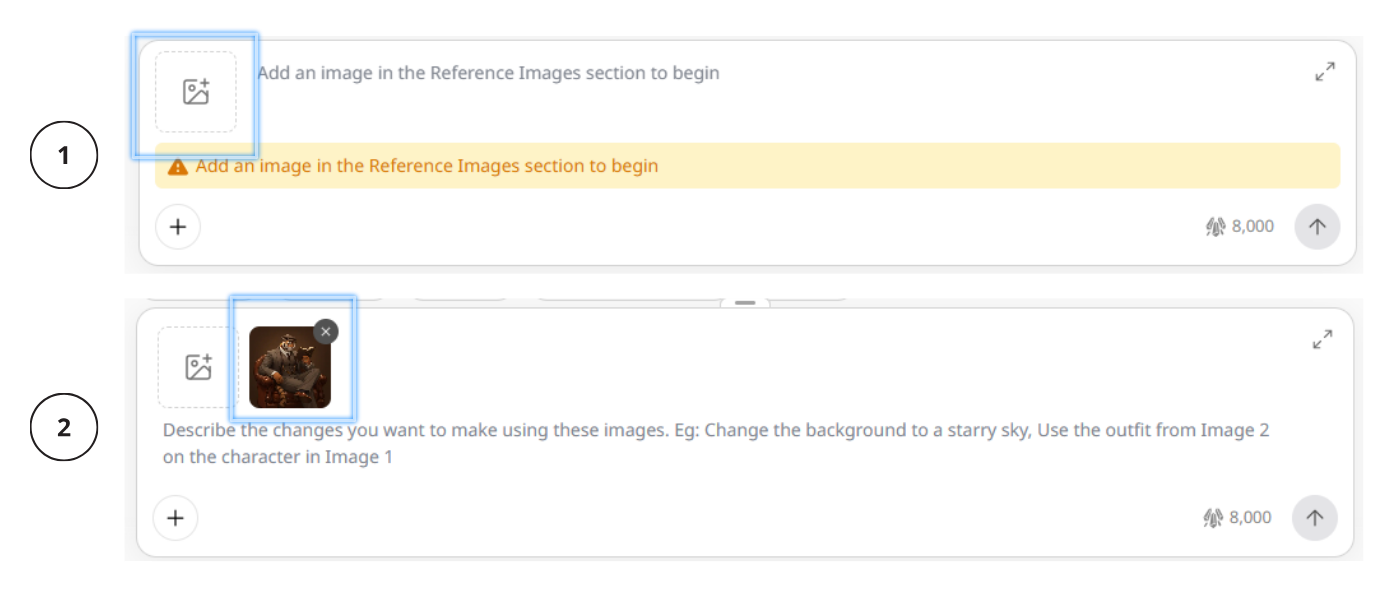 Add an image in the Reference Images section to begin
1
Add an image in the Reference Images section to begin
8,000
2
Describe the changes you want to make using these images. Eg: Change the background to a starry sky, Use the outfit from Image 2
on the character in Image 1
8,000